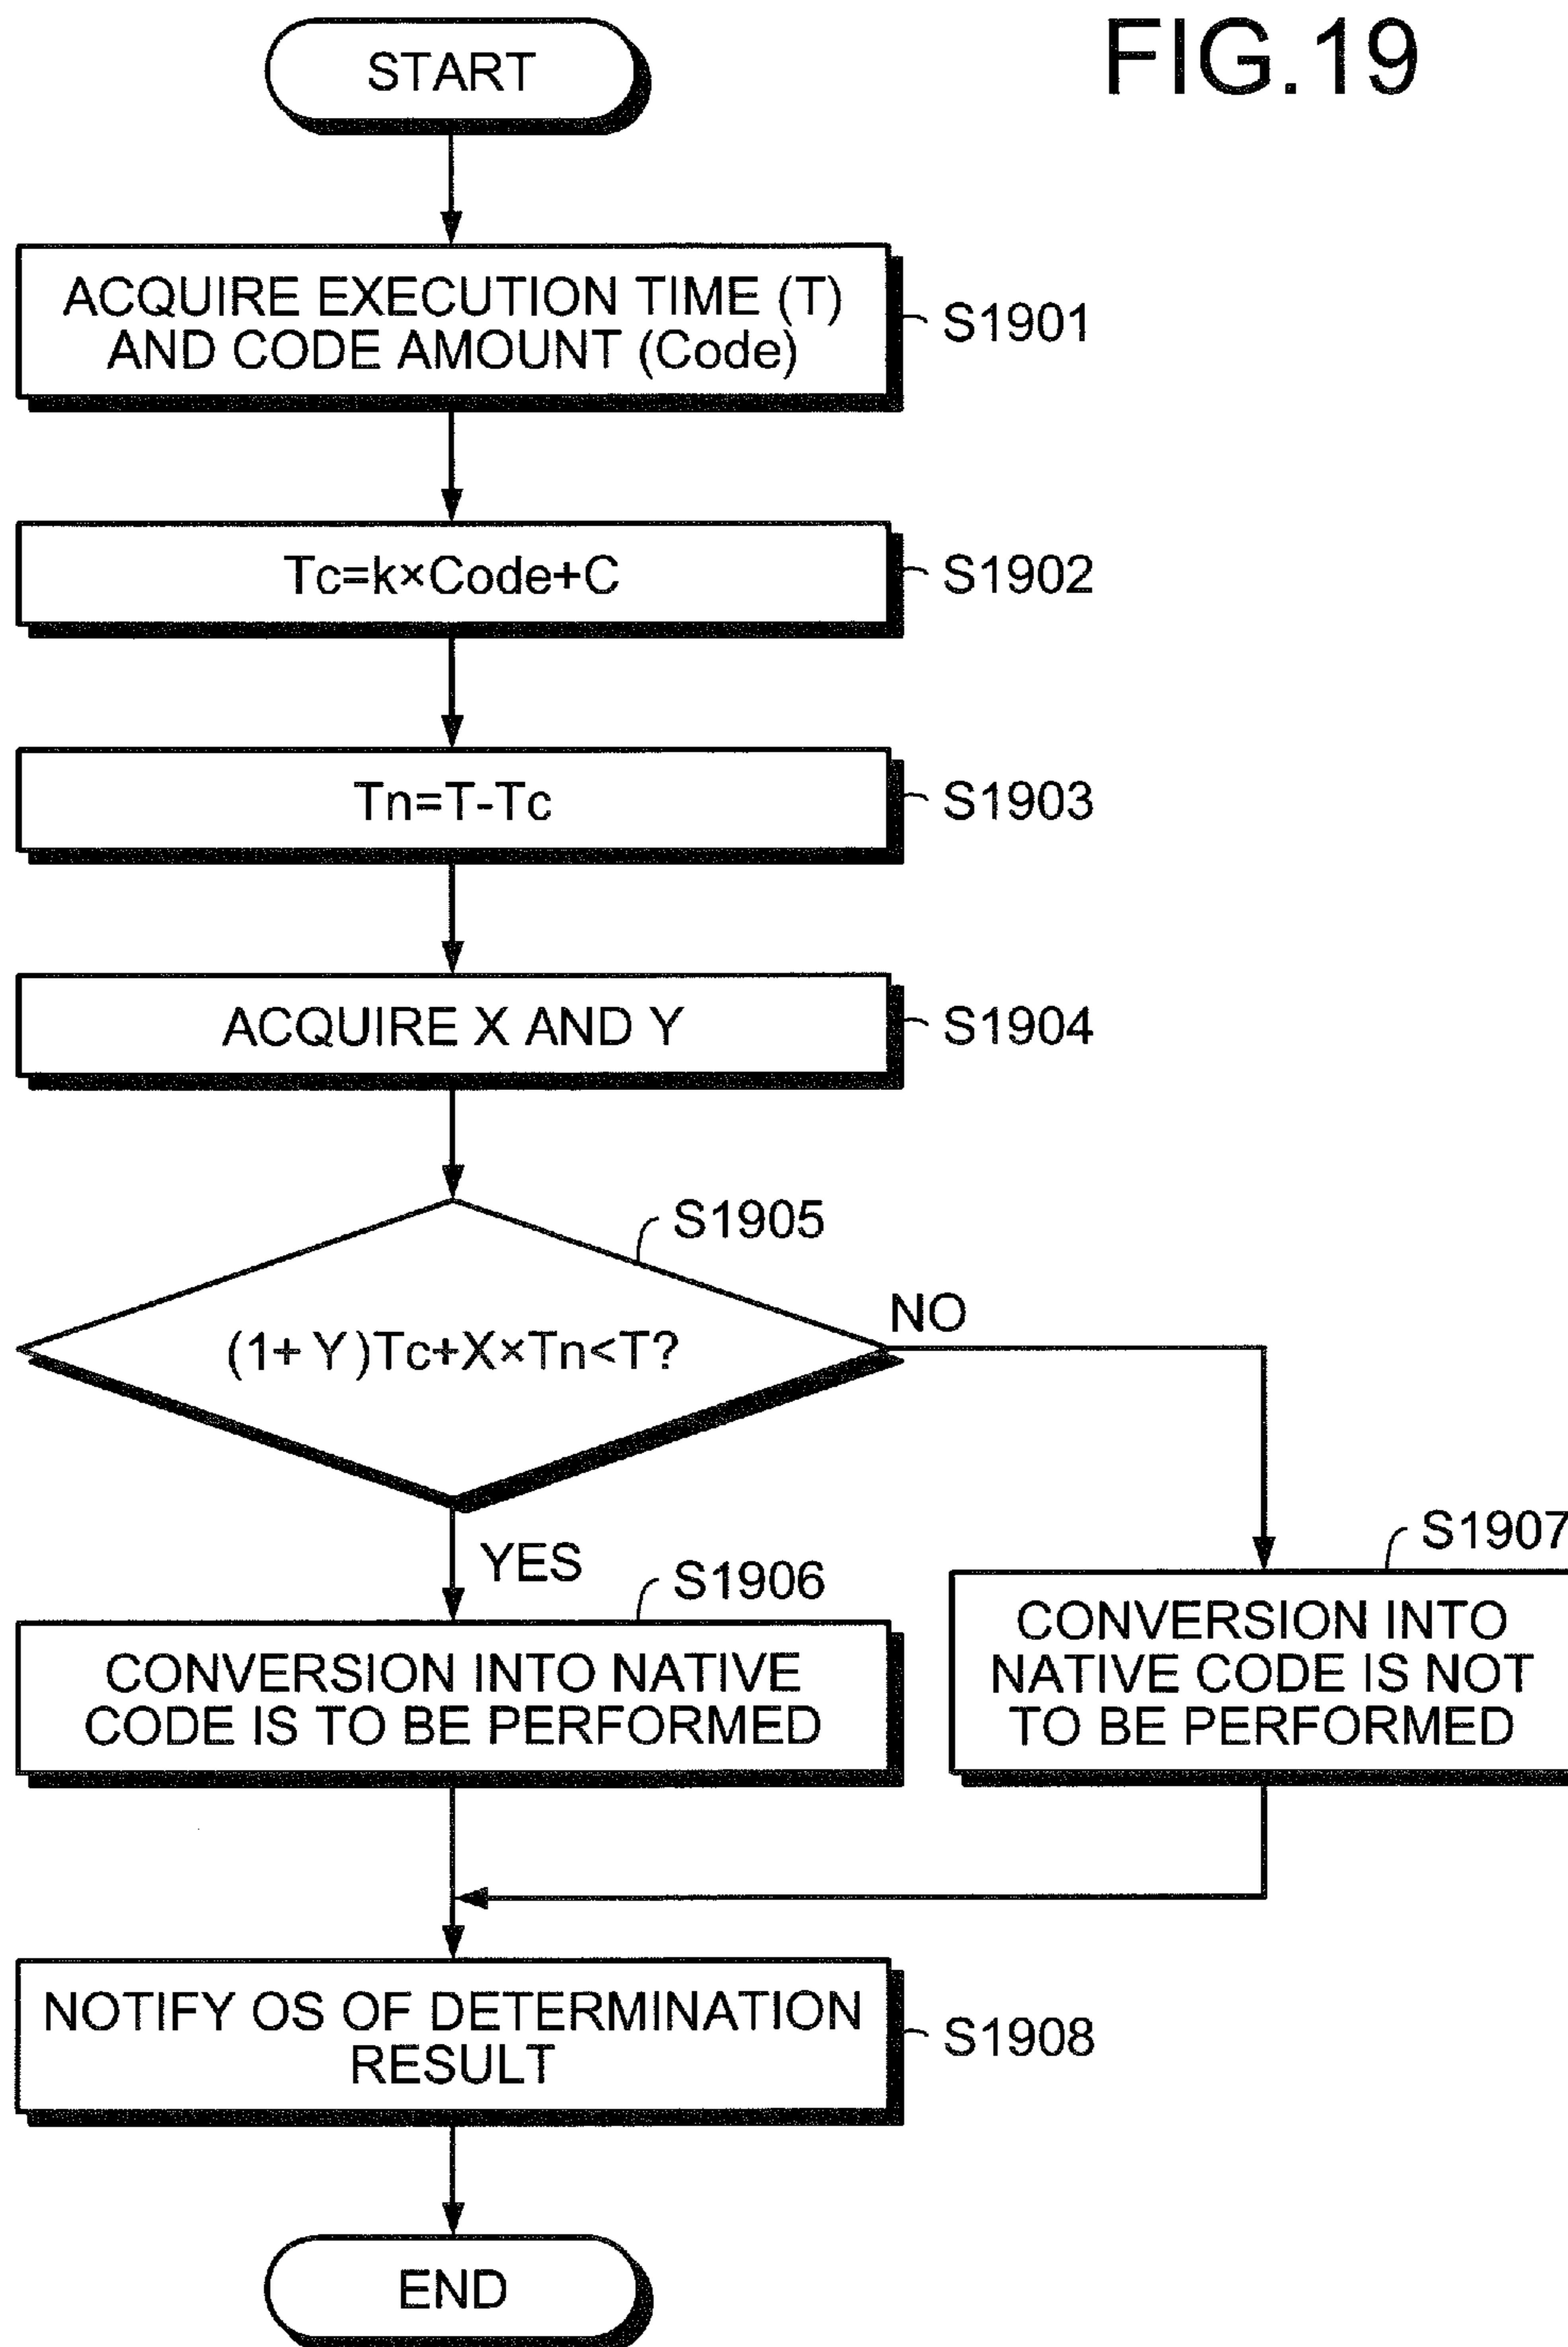 FIG.19
START
ACQUIRE EXECUTION TIME (T)
AND CODE AMOUNT (Code)
S1901
Tc=k×Code+C
S1902
Tn=T-Tc
S1903
ACQUIRE X AND Y
S1904
S1905
(1+ Y)Tc+X×Tn<T?
NO
YES
S1906
CONVERSION INTO NATIVE
CODE IS TO BE PERFORMED
S1907
CONVERSION INTO
NATIVE CODE IS NOT
TO BE PERFORMED
NOTIFY OS OF DETERMINATION
RESULT
S1908
END